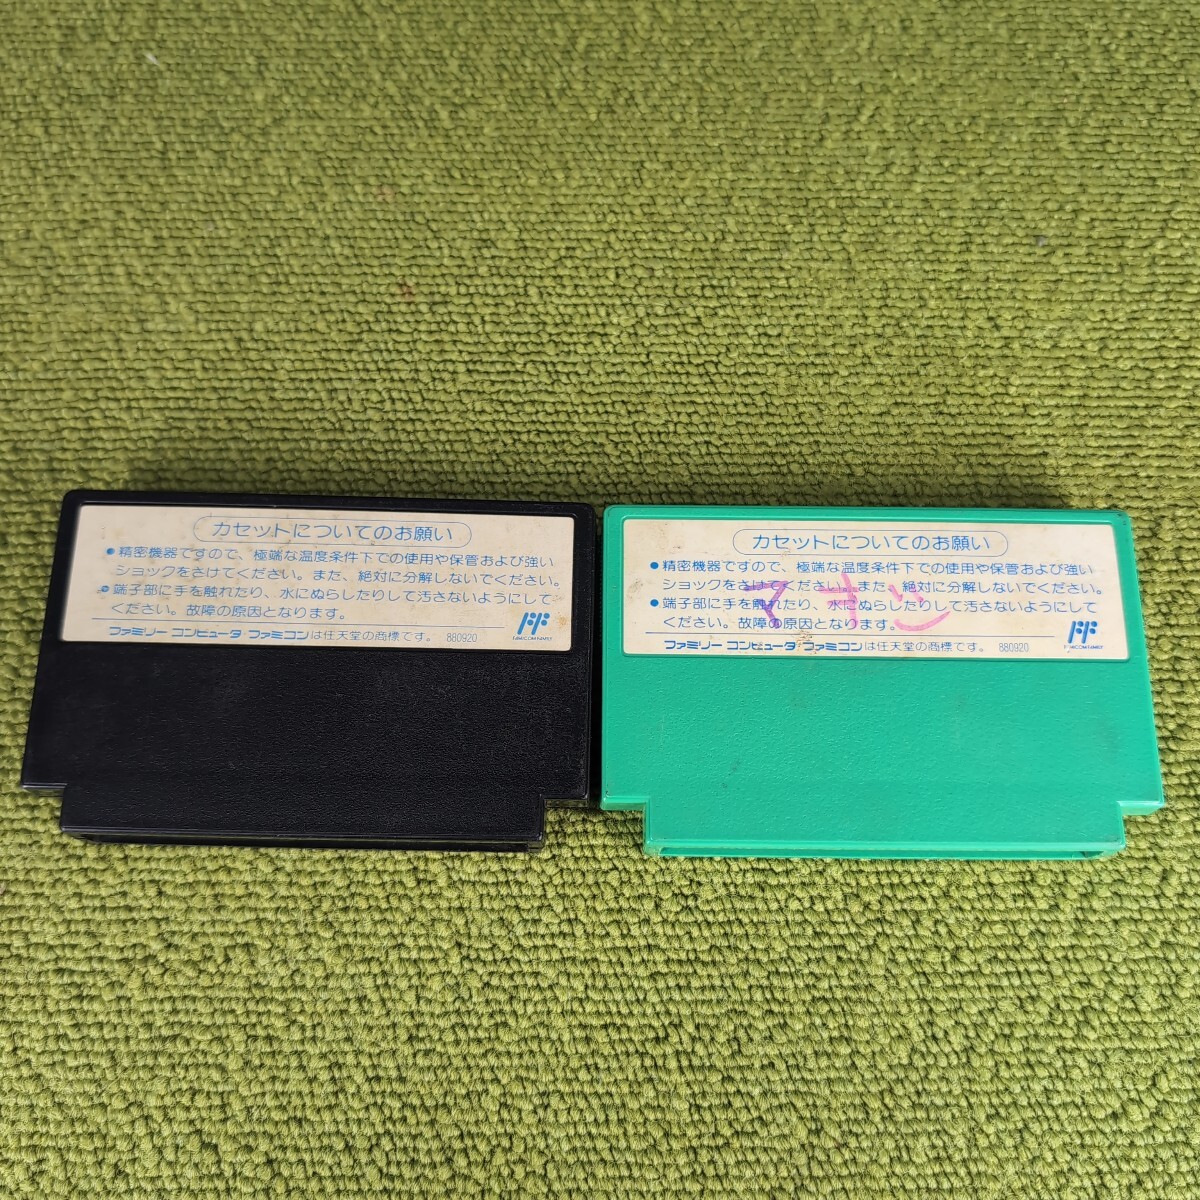 カセットについてのお願い
●精密機器ですので、極端な温度条件下での使用や保管および強い
ショックをさけてください。また、絶対に分解しないでください。
●端子部に手を触れたり、水にぬらしたりして汚さないようにして
ください。故障の原因となります。
ファミリー コンピュータ ファミコンは任天堂の商標です。 880920
FAMICOM FAMILY
カセットについてのお願い
●精密機器ですので、極端な温度条件下での使用や保管および強い
ショックをさけてください。また、絶対に分解しないでください。
●端子部に手を触れたり、水にぬらしたりして汚さないようにして
ください。故障の原因となります。
ファミリー コンピュータ ファミコンは任天堂の商標です。 880920
FAMICOM FAMILY